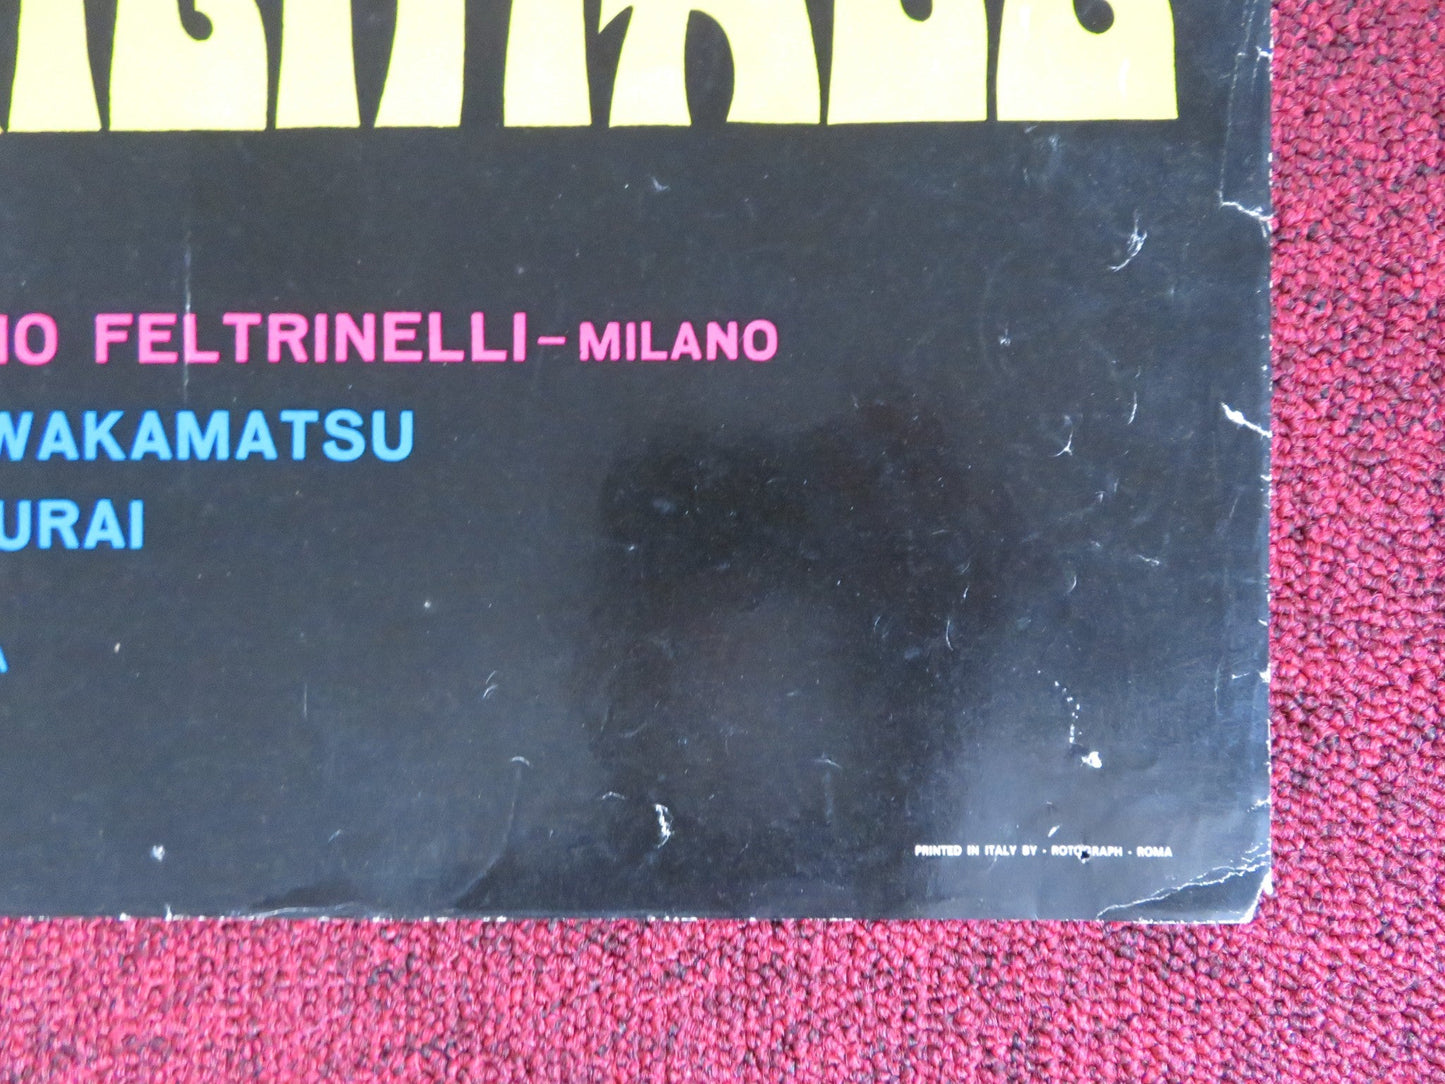 IO FELTRINELLI – MILANO
WAKAMATSU
URAI
A
PRINTED IN ITALY BY · ROTOGRAPH · ROMA